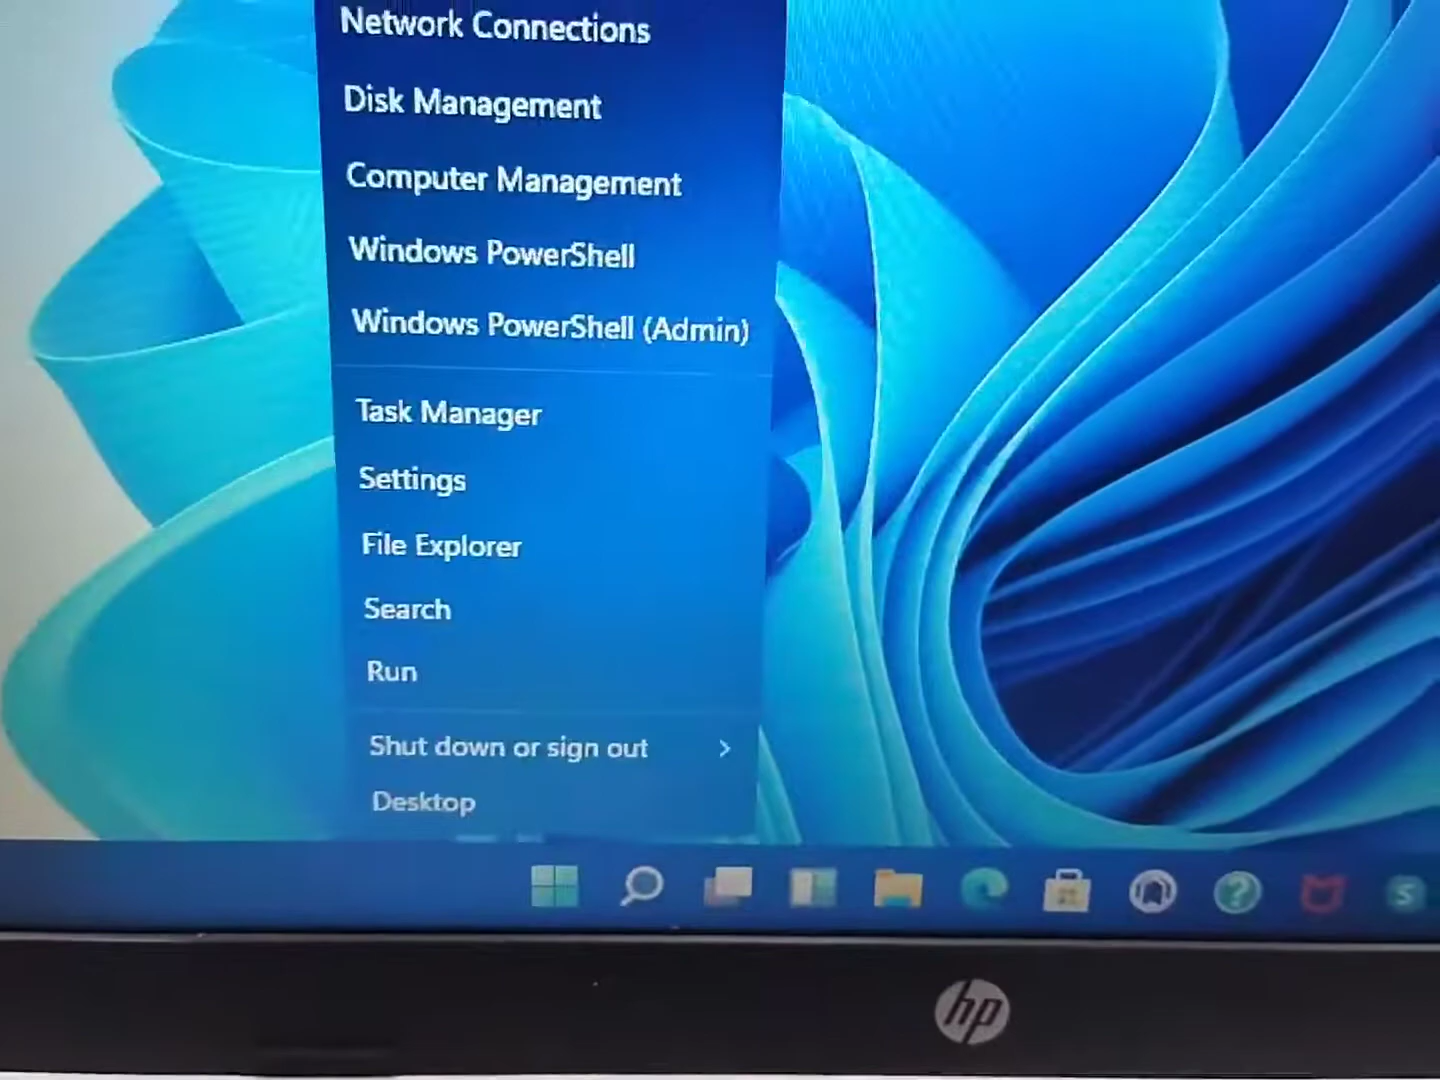 Network Connections
Disk Management
Computer Management
Windows PowerShell
Windows PowerShell (Admin)
Task Manager
Settings
File Explorer
Search
Run
Shut down or sign out
Desktop
?
S
hp